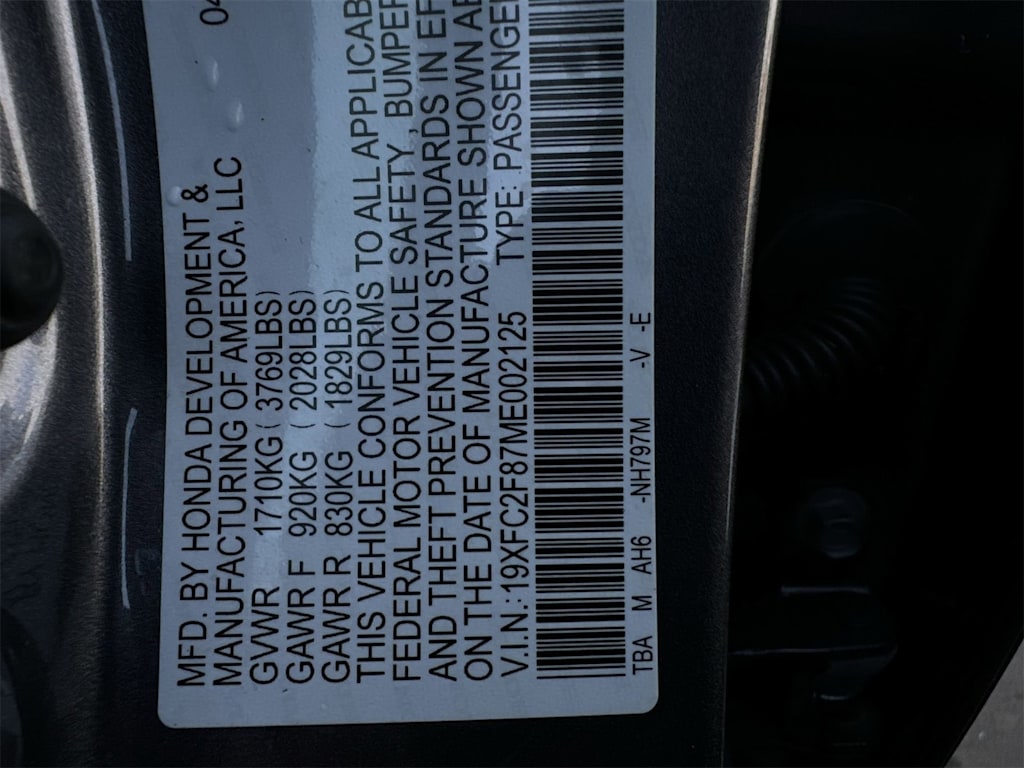 04
MFD. BY HONDA DEVELOPMENT &
MANUFACTURING OF AMERICA, LLC
GVWR 1710KG ( 3769LBS)
GAWR F 920KG ( 2028LBS)
GAWR R 830KG ( 1829LBS)
THIS VEHICLE CONFORMS TO ALL APPLICAB
FEDERAL MOTOR VEHICLE SAFETY , BUMPER
AND THEFT PREVENTION STANDARDS IN EF
ON THE DATE OF MANUFACTURE SHOWN AB
V.I.N.: 19XFC2F87ME002125 TYPE: PASSENGE
TBA M AH6 -NH797M -V -E